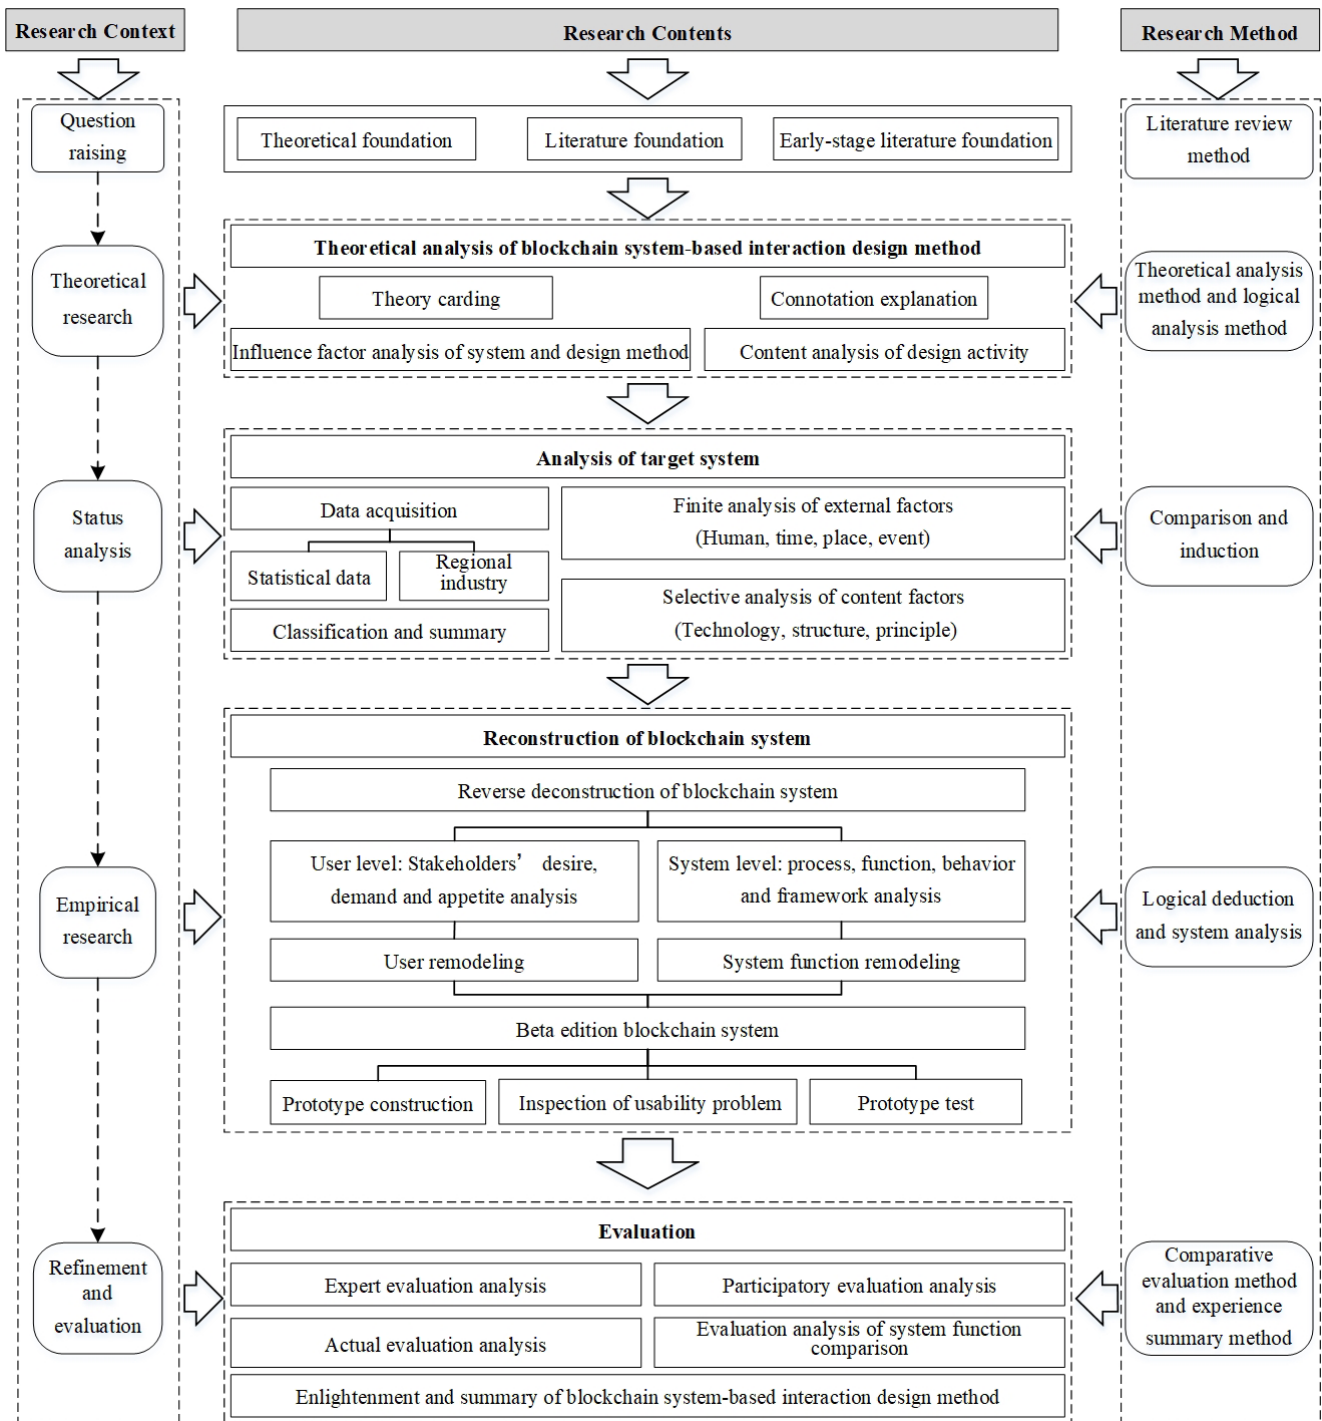 Research Context
Research Contents
Research Method
Question
raising
Theoretical foundation
Literature foundation
Early-stage literature foundation
Literature review
method
Theoretical
research
Theoretical analysis of blockchain system-based interaction design method
Theory carding
Connotation explanation
Influence factor analysis of system and design method
Content analysis of design activity
Theoretical analysis
method and logical
analysis method
Status
analysis
Analysis of target system
Data acquisition
Statistical data
Regional
industry
Classification and summary
Finite analysis of external factors
(Human, time, place, event)
Selective analysis of content factors
(Technology, structure, principle)
Comparison and
induction
Empirical
research
Reconstruction of blockchain system
Reverse deconstruction of blockchain system
User level: Stakeholders’ desire,
demand and appetite analysis
System level: process, function, behavior
and framework analysis
User remodeling
System function remodeling
Beta edition blockchain system
Prototype construction
Inspection of usability problem
Prototype test
Logical deduction
and system analysis
Refinement
and
evaluation
Evaluation
Expert evaluation analysis
Participatory evaluation analysis
Actual evaluation analysis
Evaluation analysis of system function
comparison
Enlightenment and summary of blockchain system-based interaction design method
Comparative
evaluation method
and experience
summary method